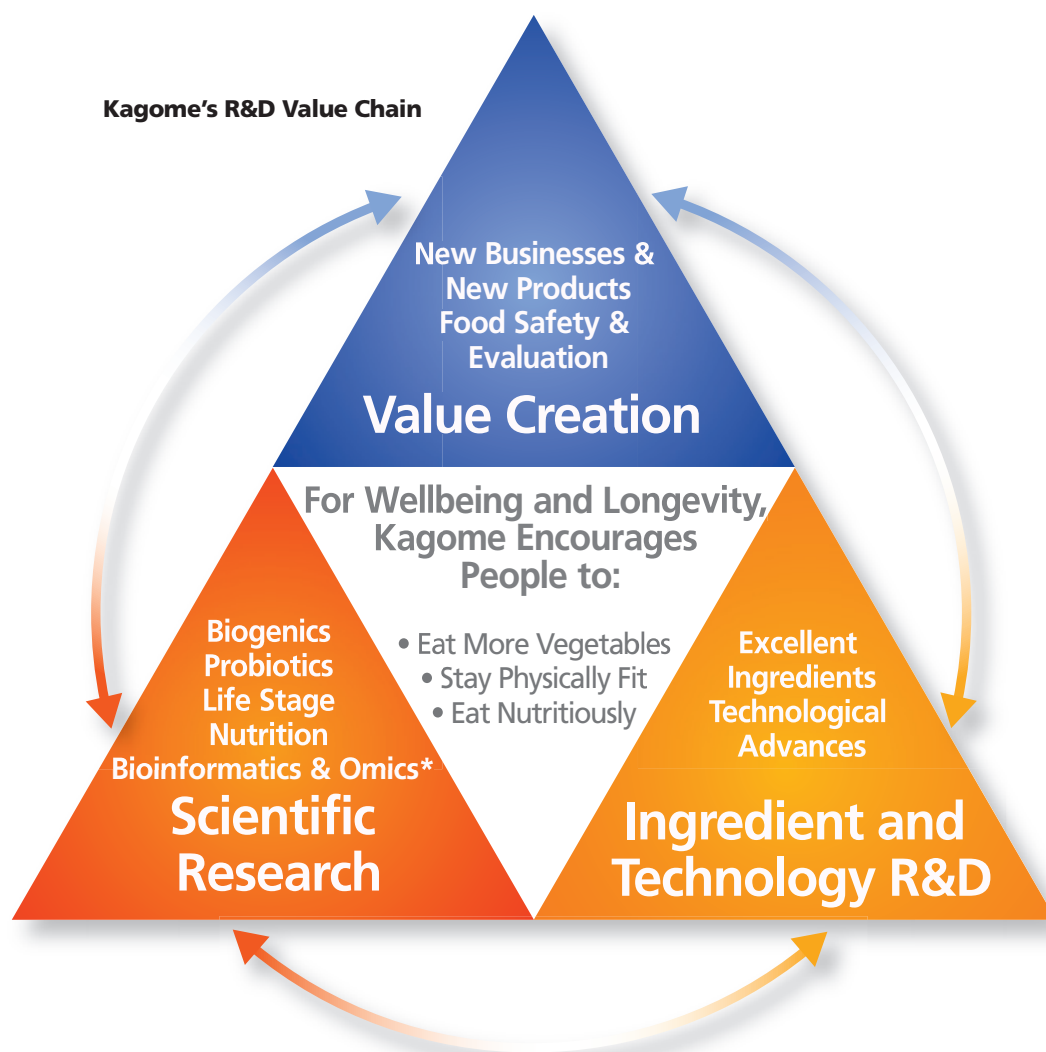 Kagome's R&D Value Chain
New Businesses &
New Products
Food Safety &
Evaluation
Value Creation
For Wellbeing and Longevity,
Kagome Encourages
People to:
• Eat More Vegetables
• Stay Physically Fit
• Eat Nutritiously
Biogenics
Probiotics
Life Stage
Nutrition
Bioinformatics & Omics*
Scientific
Research
Excellent
Ingredients
Technological
Advances
Ingredient and
Technology R&D